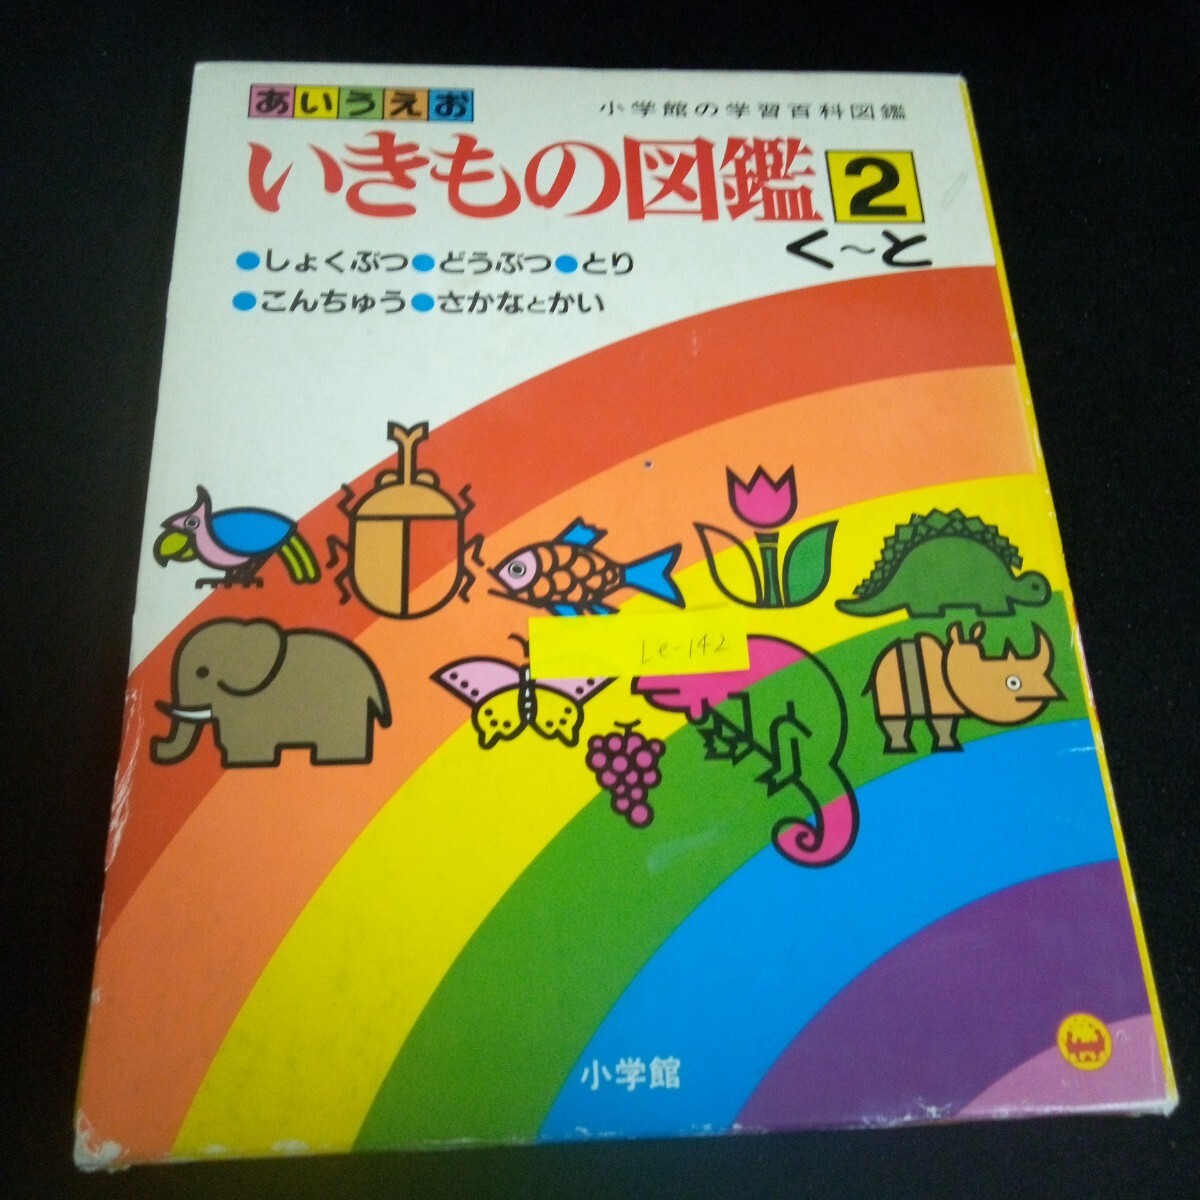 あいうえお
小学館の学習百科図鑑
いきもの図鑑 2
く〜と
●しょくぶつ●どうぶつ●とり
●こんちゅう●さかなとかい
Le-142
小学館